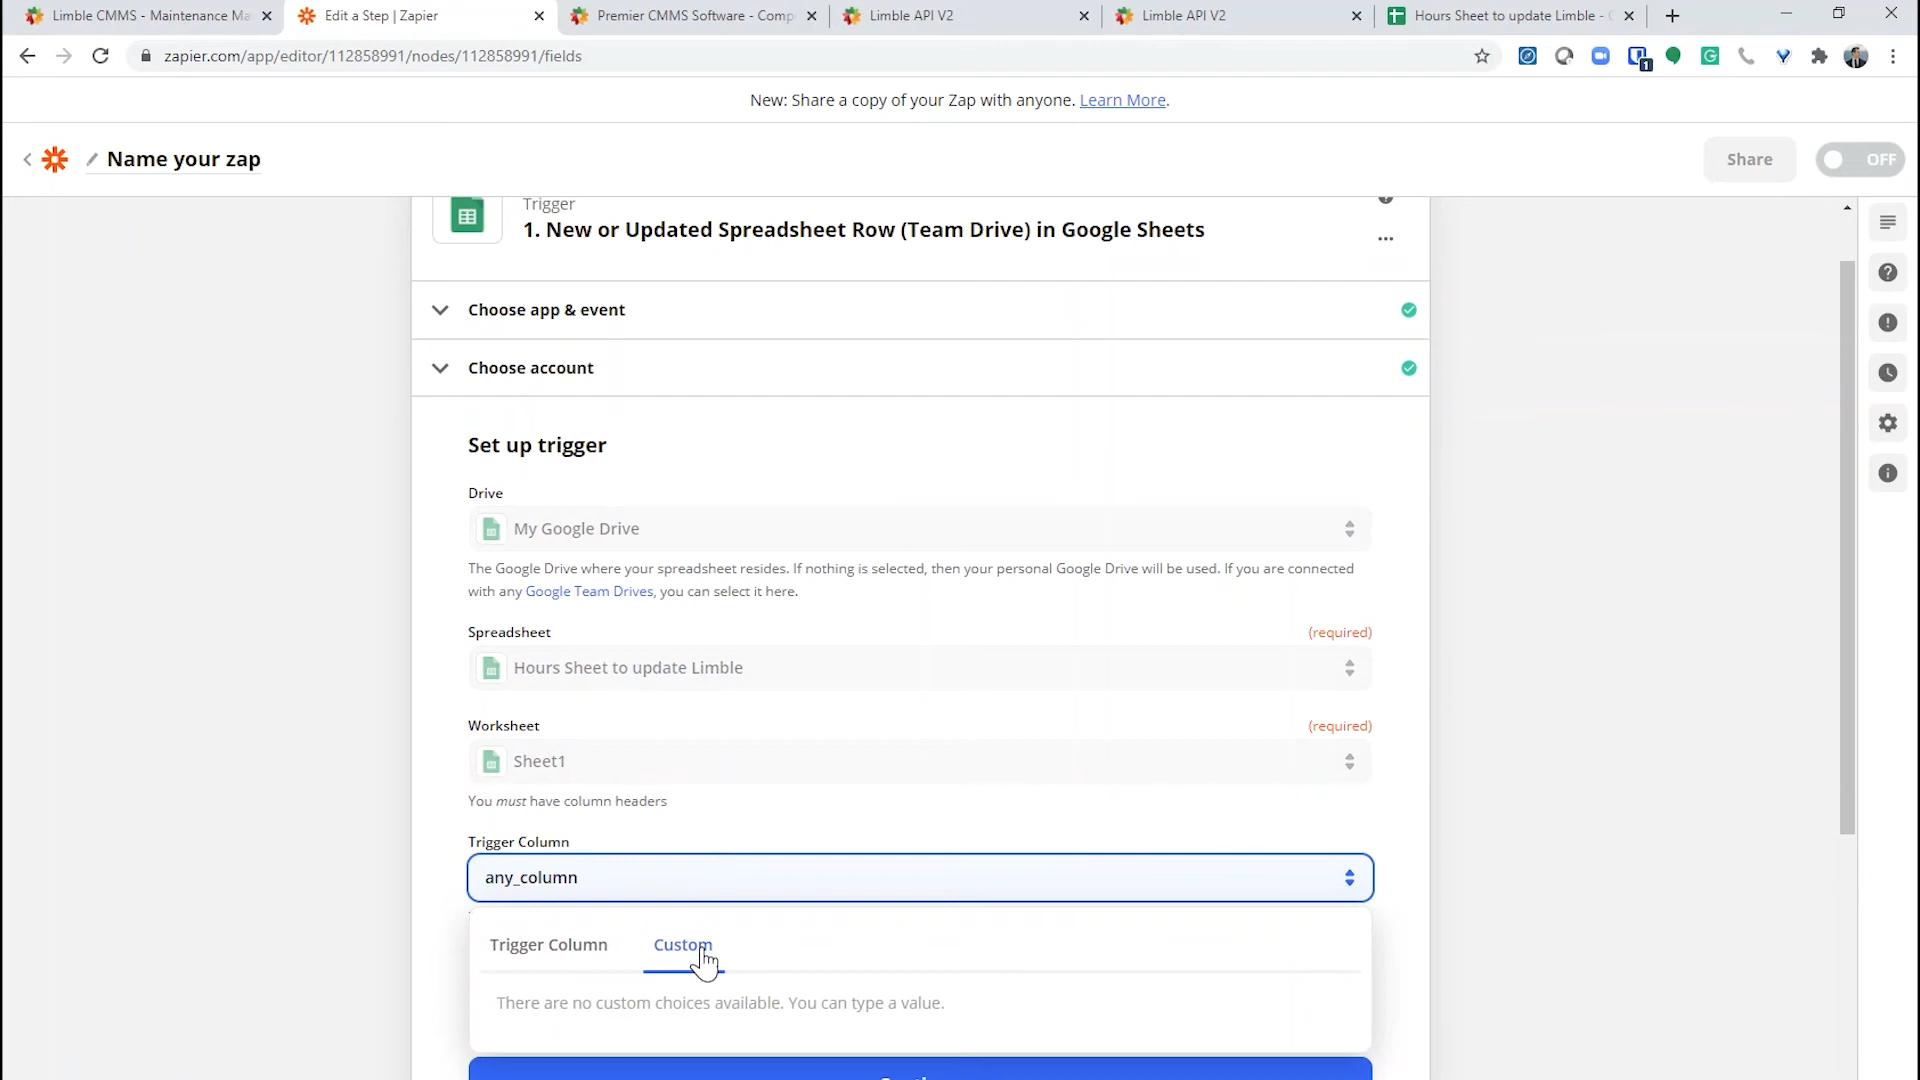 Limble CMMS - Maintenance Ma
Edit a Step | Zapier
Premier CMMS Software - Comp
Limble API V2
Limble API V2
Hours Sheet to update Limble -
zapier.com/app/editor/112858991/nodes/112858991/fields
1
New: Share a copy of your Zap with anyone. Learn More.
Name your zap
Share
OFF
Trigger
1. New or Updated Spreadsheet Row (Team Drive) in Google Sheets
Choose app & event
Choose account
Set up trigger
Drive
My Google Drive
The Google Drive where your spreadsheet resides. If nothing is selected, then your personal Google Drive will be used. If you are connected
with any Google Team Drives, you can select it here.
Spreadsheet
(required)
Hours Sheet to update Limble
Worksheet
(required)
Sheet1
You must have column headers
Trigger Column
any_column
Trigger Column
Custom
There are no custom choices available. You can type a value.